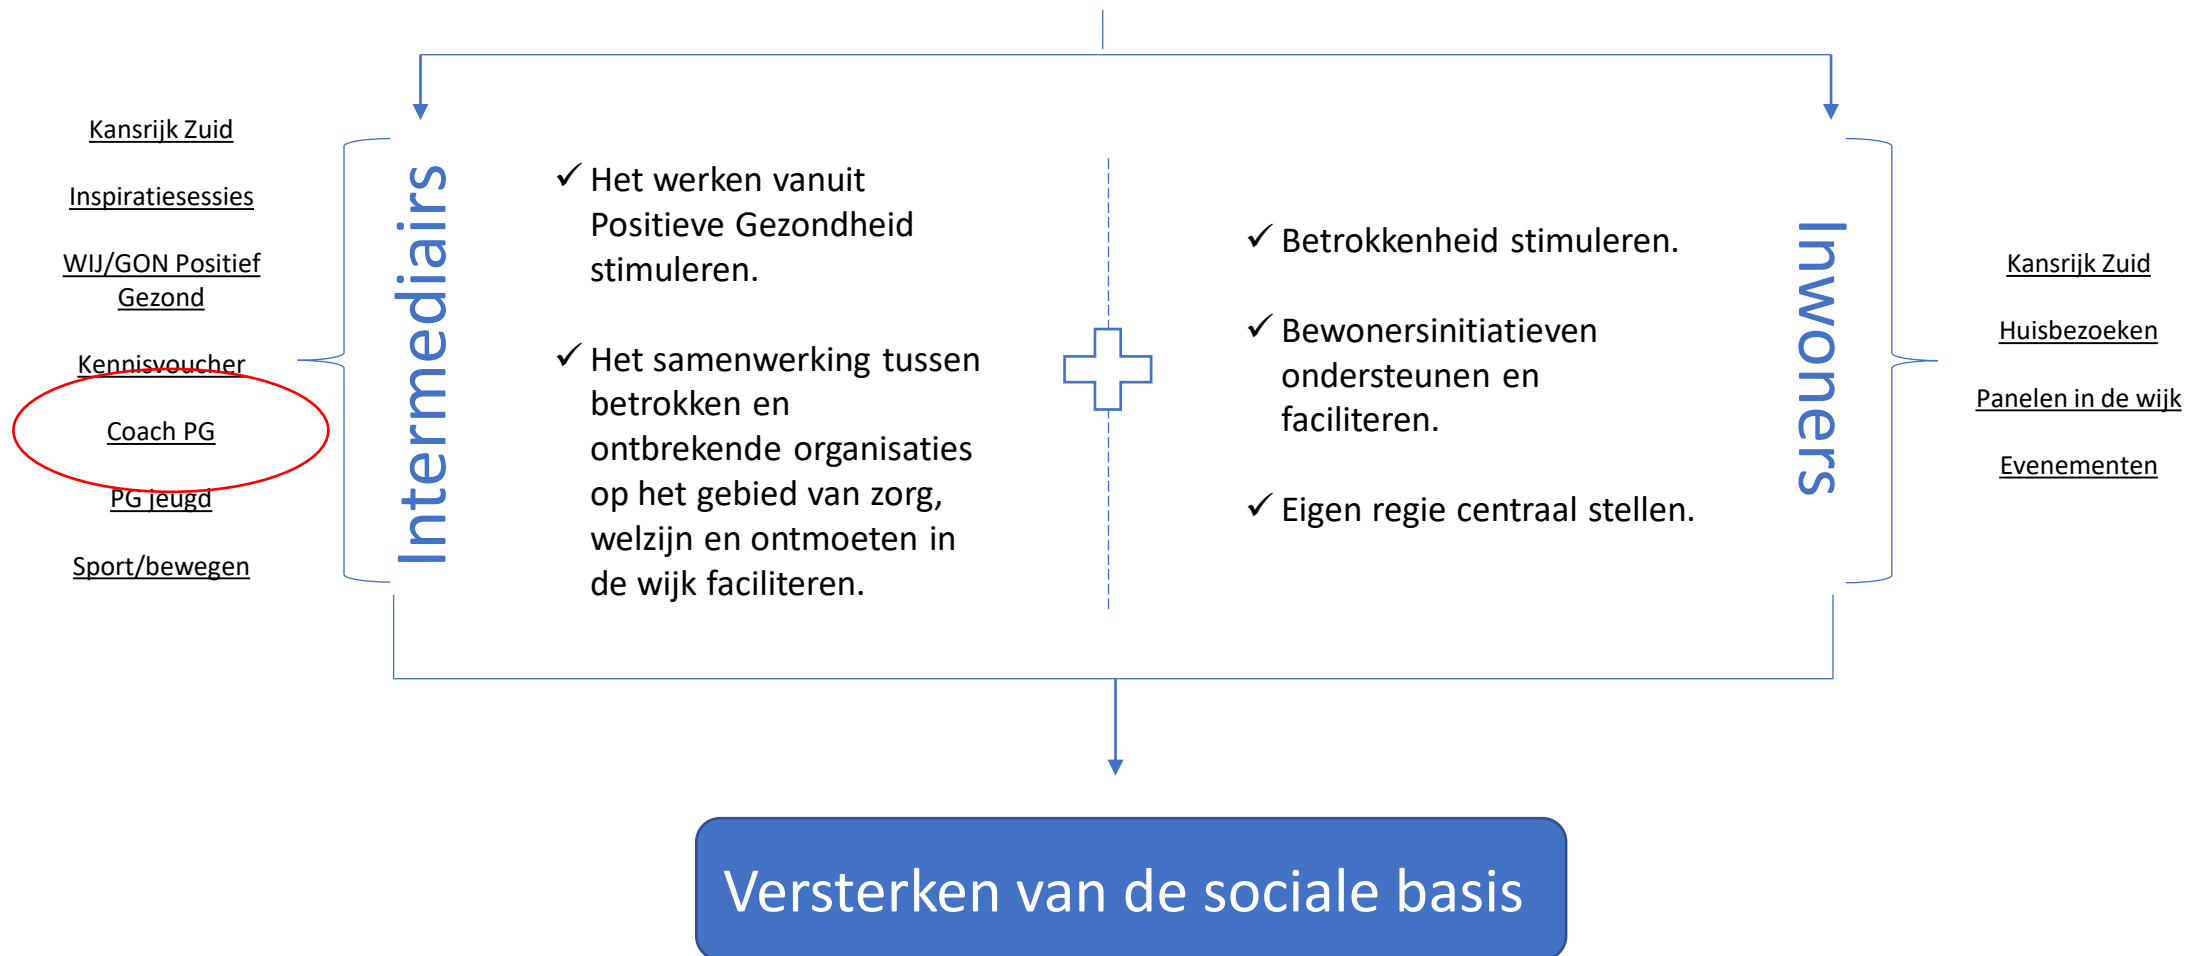 Kansrijk Zuid
Inspiratiesessies
WIJ/GON Positief
Gezond
Kennisvoucher
Coach PG
PG jeugd
Sport/bewegen
Intermediairs
✓ Het werken vanuit
Positieve Gezondheid
stimuleren.
✓ Het samenwerking tussen
betrokken en
ontbrekende organisaties
op het gebied van zorg,
welzijn en ontmoeten in
de wijk faciliteren.
✓ Betrokkenheid stimuleren.
✓ Bewonersinitiatieven
ondersteunen en
faciliteren.
✓ Eigen regie centraal stellen.
Inwoners
Kansrijk Zuid
Huisbezoeken
Panelen in de wijk
Evenementen
Versterken van de sociale basis